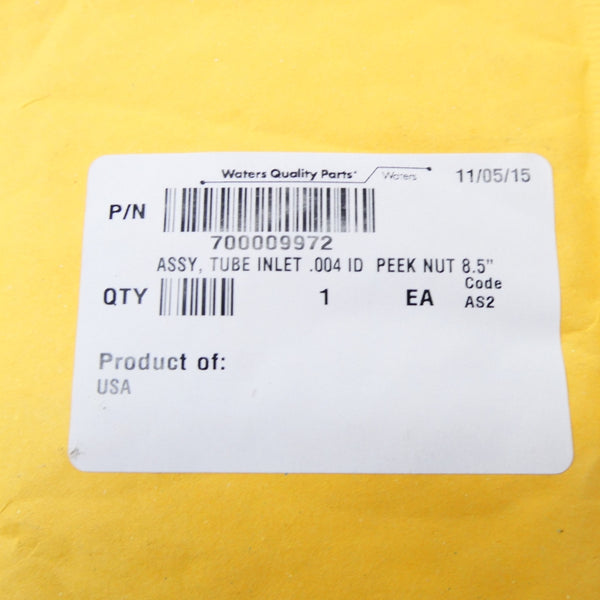 Waters Quality Parts Waters 11/05/15
P/N
700009972
ASSY, TUBE INLET .004 ID PEEK NUT 8.5"
QTY 1 EA Code
AS2
Product of:
USA